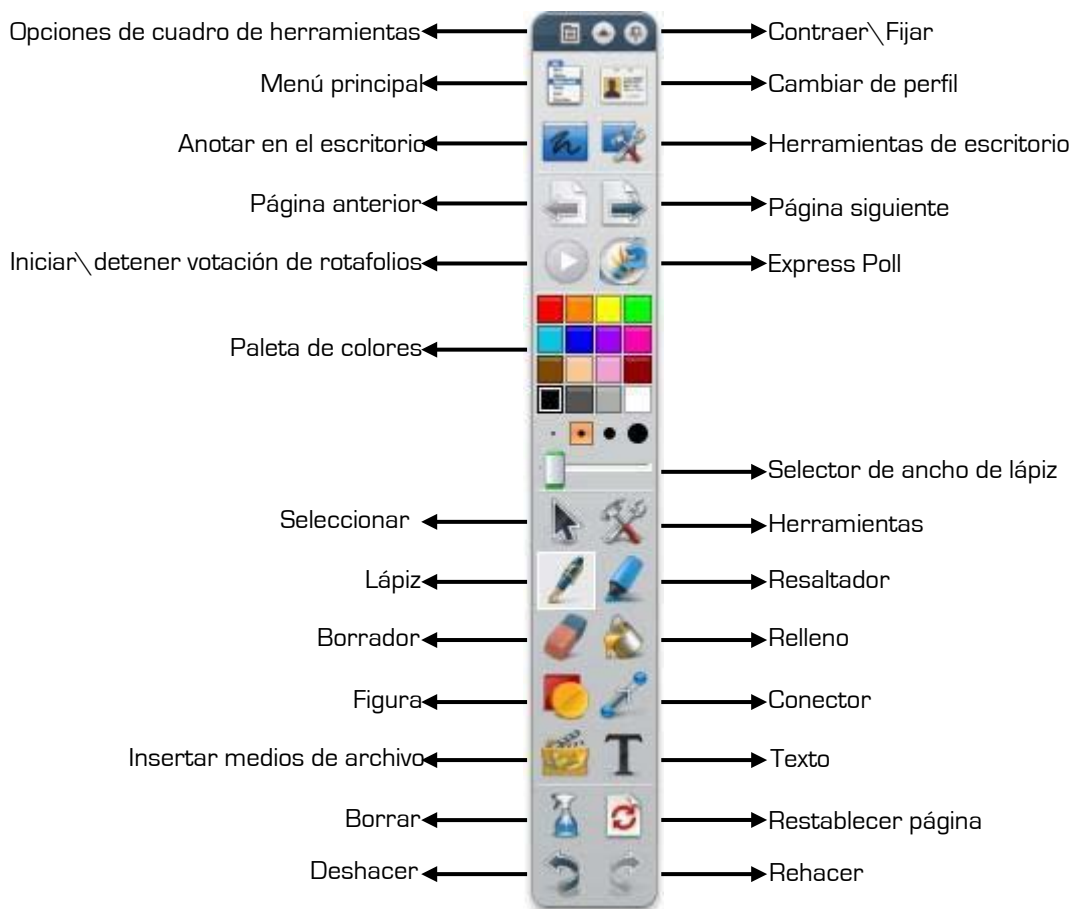 Opciones de cuadro de herramientas
Contraer\Fijar
Menú principal
Cambiar de perfil
Anotar en el escritorio
Herramientas de escritorio
Página anterior
Página siguiente
Iniciar\detener votación de rotafolios
Express Poll
Paleta de colores
Selector de ancho de lápiz
Seleccionar
Herramientas
Lápiz
Resaltador
Borrador
Relleno
Figura
Conector
Insertar medios de archivo
T
Texto
Borrar
Restablecer página
Deshacer
Rehacer